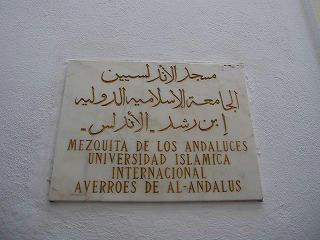 مسجد الأندلسيين
الجامعة الإسلامية الدولية
إبن رشد - الأندلس -
MEZQUITA DE LOS ANDALUCES
UNIVERSIDAD ISLAMICA
INTERNACIONAL
AVERROES DE AL-ANDALUS